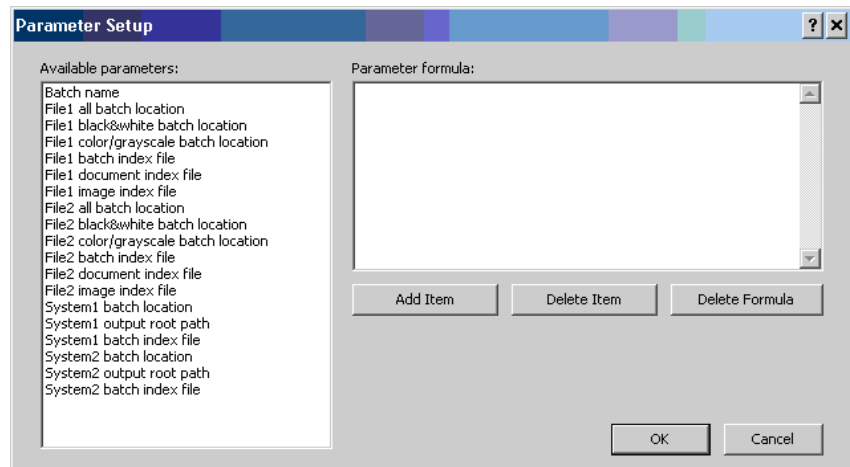 Parameter Setup
Available parameters:
Batch name
File1 all batch location
File1 black&white batch location
File1 color/grayscale batch location
File1 batch index file
File1 document index file
File1 image index file
File2 all batch location
File2 black&white batch location
File2 color/grayscale batch location
File2 batch index file
File2 document index file
File2 image index file
System1 batch location
System1 output root path
System1 batch index file
System2 batch location
System2 output root path
System2 batch index file
Parameter formula:
Add Item
Delete Item
Delete Formula
OK
Cancel